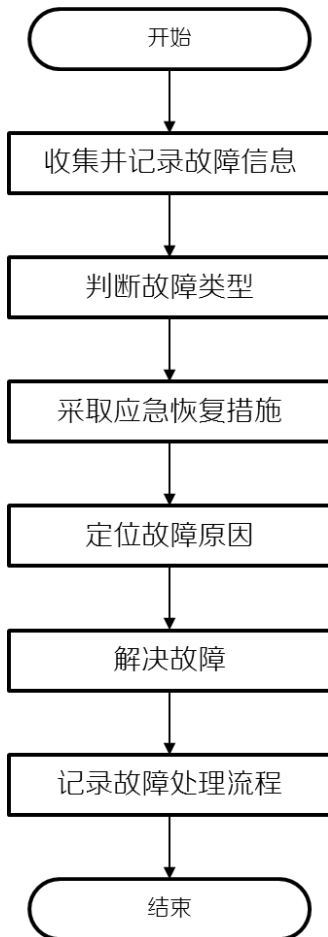 开始
收集并记录故障信息
判断故障类型
采取应急恢复措施
定位故障原因
解决故障
记录故障处理流程
结束